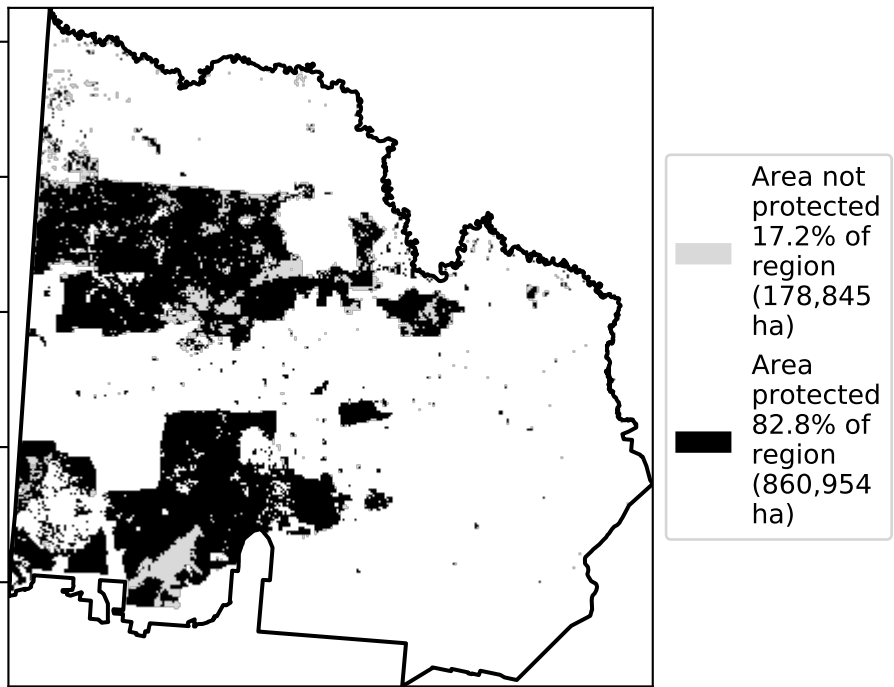 Area not
protected
17.2% of
region
(178,845
ha)
Area
protected
82.8% of
region
(860,954
ha)